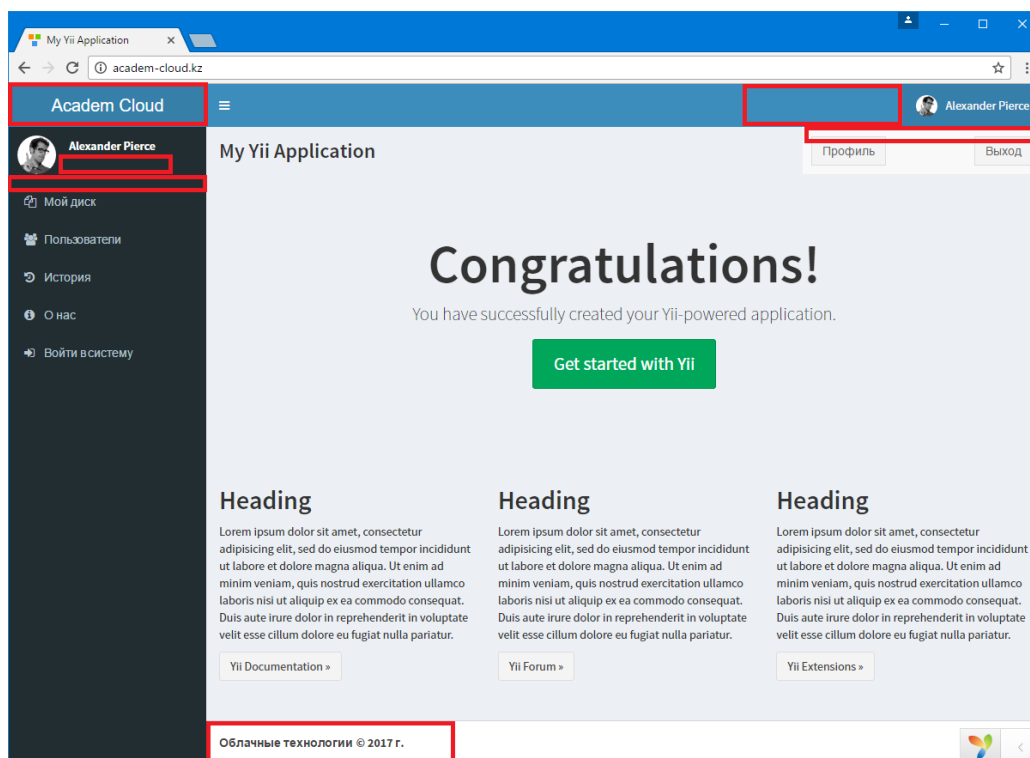 My Yii Application
academ-cloud.kz
Academ Cloud
Alexander Pierce
Alexander Pierce
My Yii Application
Профиль
Выход
Мой диск
Пользователи
История
О нас
Войти в систему
Congratulations!
You have successfully created your Yii-powered application.
Get started with Yii
Heading
Lorem ipsum dolor sit amet, consectetur
adipisicing elit, sed do eiusmod tempor incididunt
ut labore et dolore magna aliqua. Ut enim ad
minim veniam, quis nostrud exercitation ullamco
laboris nisi ut aliquip ex ea commodo consequat.
Duis aute irure dolor in reprehenderit in voluptate
velit esse cillum dolore eu fugiat nulla pariatur.
Yii Documentation »
Heading
Lorem ipsum dolor sit amet, consectetur
adipisicing elit, sed do eiusmod tempor incididunt
ut labore et dolore magna aliqua. Ut enim ad
minim veniam, quis nostrud exercitation ullamco
laboris nisi ut aliquip ex ea commodo consequat.
Duis aute irure dolor in reprehenderit in voluptate
velit esse cillum dolore eu fugiat nulla pariatur.
Yii Forum »
Heading
Lorem ipsum dolor sit amet, consectetur
adipisicing elit, sed do eiusmod tempor incididunt
ut labore et dolore magna aliqua. Ut enim ad
minim veniam, quis nostrud exercitation ullamco
laboris nisi ut aliquip ex ea commodo consequat.
Duis aute irure dolor in reprehenderit in voluptate
velit esse cillum dolore eu fugiat nulla pariatur.
Yii Extensions »
Облачные технологии © 2017 г.